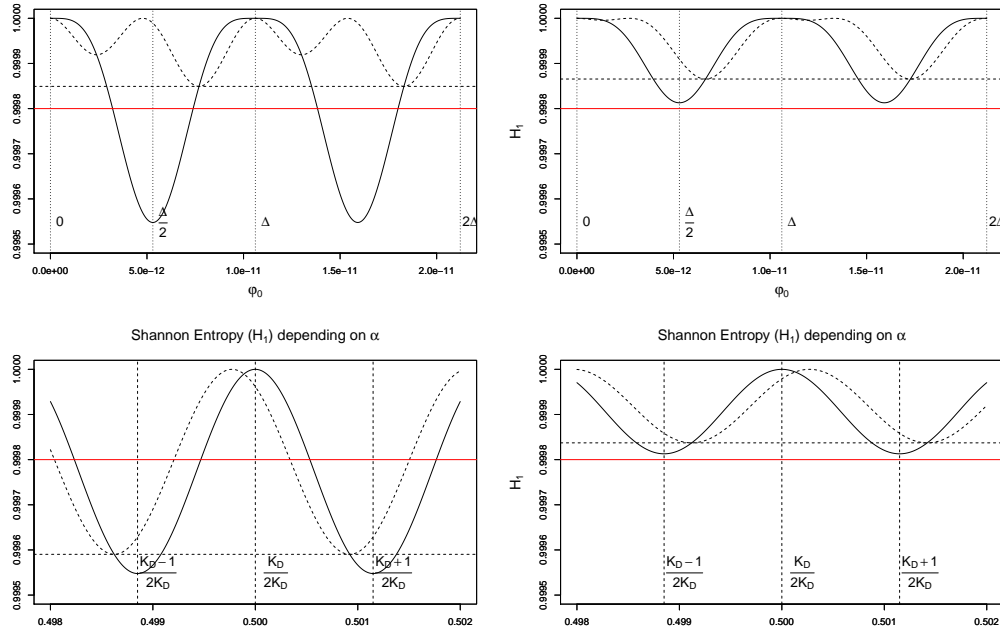 1.0000
0.9999
0.9998
0.9997
0.9996
0.9995
0
Δ/2
Δ
2Δ
0.0e+00
5.0e−12
1.0e−11
1.5e−11
2.0e−11
φ0
H1
1.0000
0.9999
0.9998
0.9997
0.9996
0.9995
0
Δ/2
Δ
2Δ
0.0e+00
5.0e−12
1.0e−11
1.5e−11
2.0e−11
φ0
Shannon Entropy (H1) depending on α
1.0000
0.9999
0.9998
0.9997
0.9996
0.9995
KD−1
2KD
KD
2KD
KD+1
2KD
0.498
0.499
0.500
0.501
0.502
Shannon Entropy (H1) depending on α
H1
1.0000
0.9999
0.9998
0.9997
0.9996
0.9995
KD−1
2KD
KD
2KD
KD+1
2KD
0.498
0.499
0.500
0.501
0.502